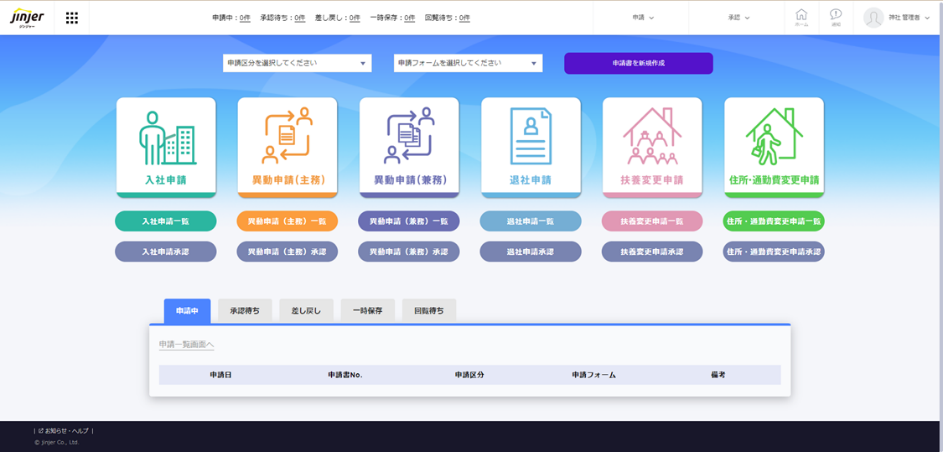 jinjer
ジンジャー
申請中：0件 承認待ち：0件 差し戻し：0件 一時保存：0件 回覧待ち：0件
申請
承認
ホーム
通知
神社 管理者
申請区分を選択してください
申請フォームを選択してください
申請書を新規作成
入社申請
異動申請(主務)
異動申請(兼務)
退社申請
扶養変更申請
住所・通勤費変更申請
入社申請一覧
異動申請（主務）一覧
異動申請（兼務）一覧
退社申請一覧
扶養変更申請一覧
住所・通勤費変更申請一覧
入社申請承認
異動申請（主務）承認
異動申請（兼務）承認
退社申請承認
扶養変更申請承認
住所・通勤費変更申請承認
申請中
承認待ち
差し戻し
一時保存
回覧待ち
申請一覧画面へ
申請日 申請書No. 申請区分 申請フォーム 備考
| お知らせ・ヘルプ |
© jinjer Co., Ltd.